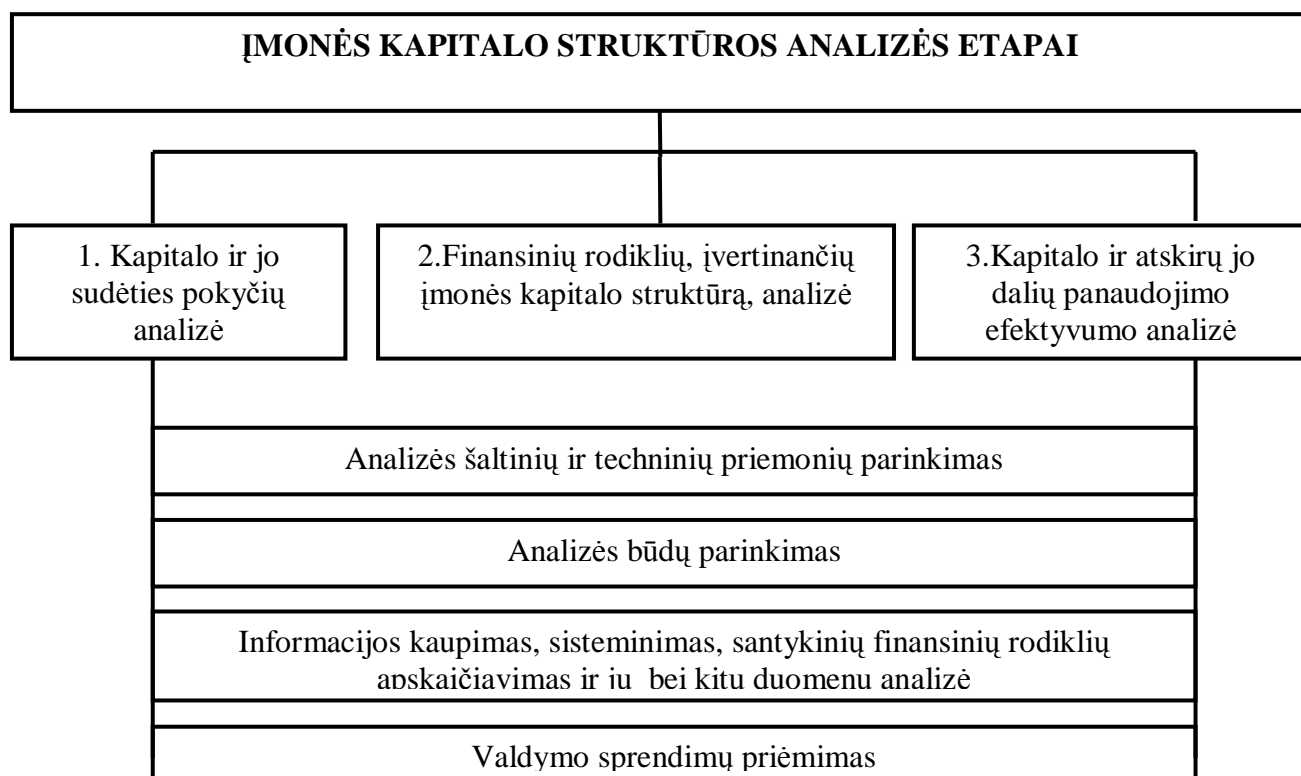 ĮMONĖS KAPITALO STRUKTŪROS ANALIZĖS ETAPAI
1. Kapitalo ir jo
sudėties pokyčių
analizė
2.Finansinių rodiklių, įvertinančių
įmonės kapitalo struktūrą, analizė
3.Kapitalo ir atskirų jo
dalių panaudojimo
efektyvumo analizė
Analizės šaltinių ir techninių priemonių parinkimas
Analizės būdų parinkimas
Informacijos kaupimas, sisteminimas, santykinių finansinių rodiklių
apskaičiavimas ir jų bei kitų duomenų analizė
Valdymo sprendimų priėmimas